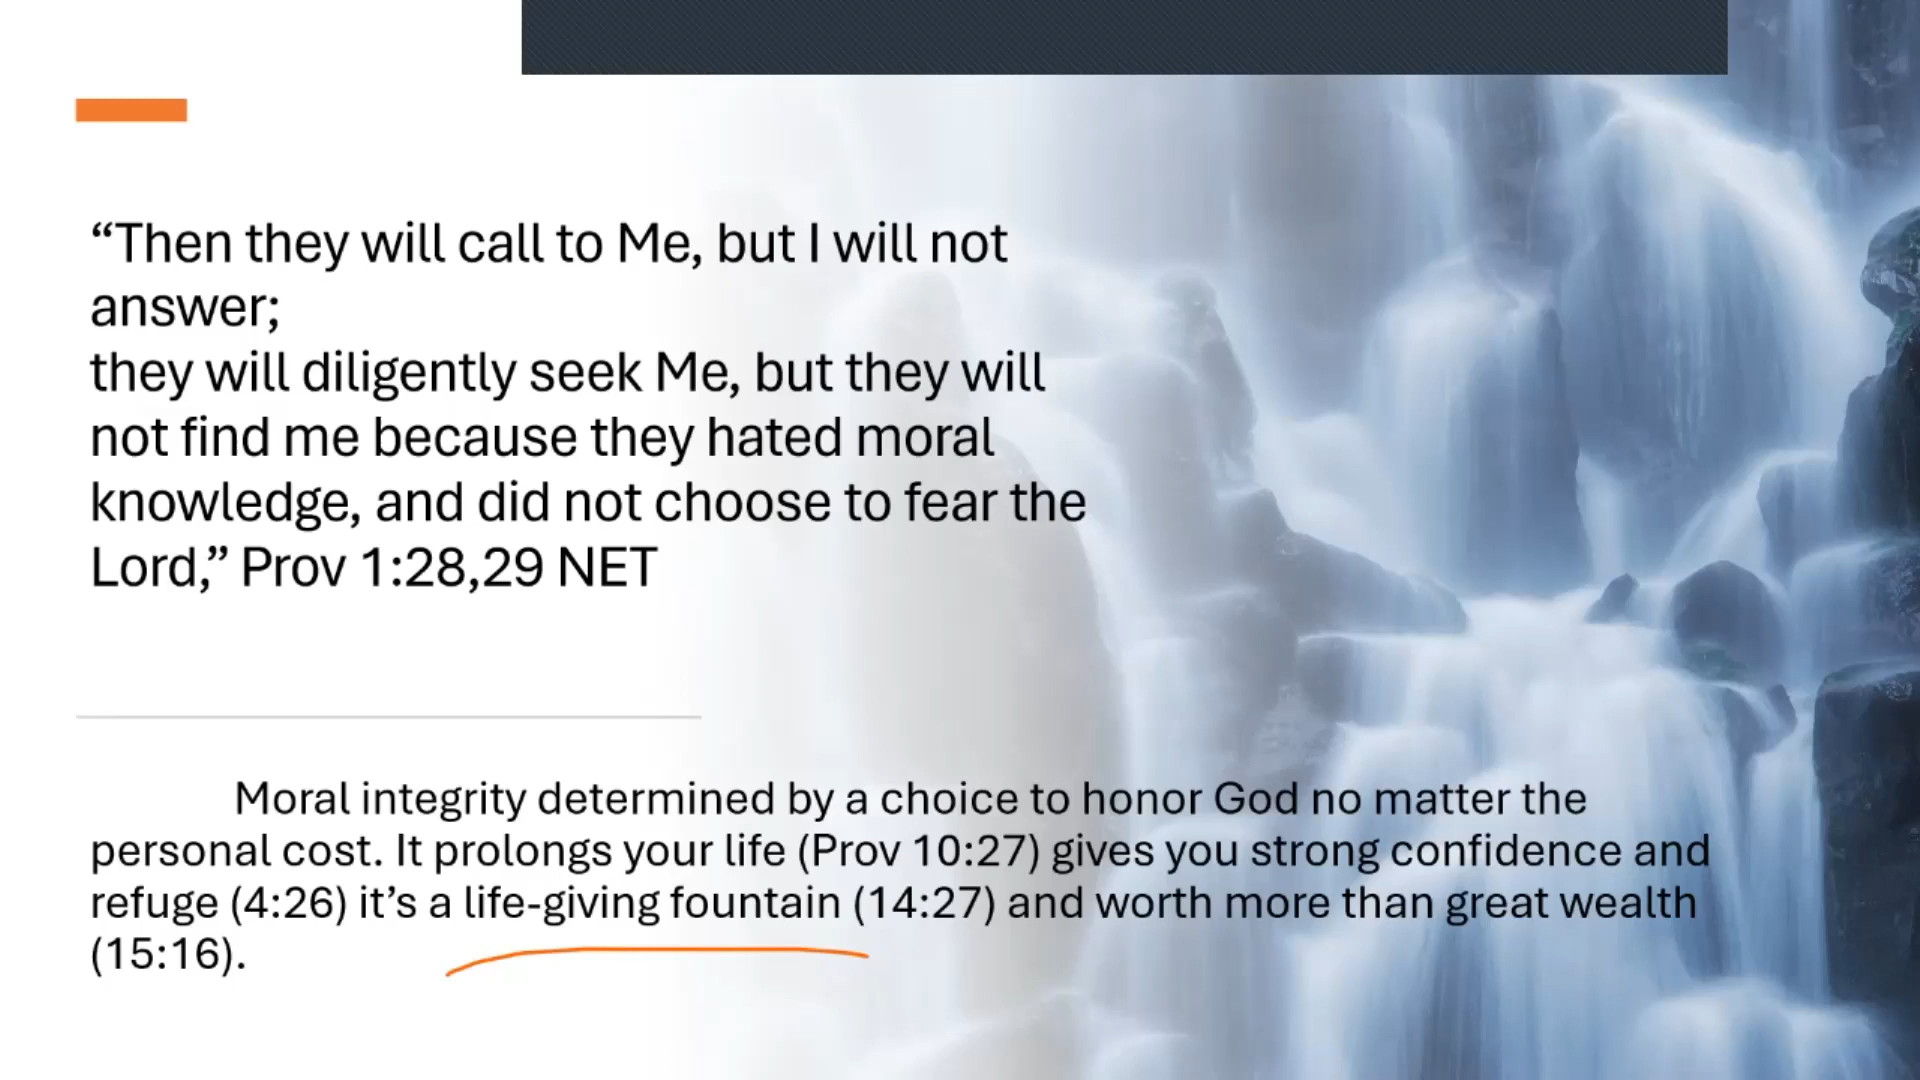 “Then they will call to Me, but I will not
answer;
they will diligently seek Me, but they will
not find me because they hated moral
knowledge, and did not choose to fear the
Lord,” Prov 1:28,29 NET
Moral integrity determined by a choice to honor God no matter the
personal cost. It prolongs your life (Prov 10:27) gives you strong confidence and
refuge (4:26) it’s a life-giving fountain (14:27) and worth more than great wealth
(15:16).